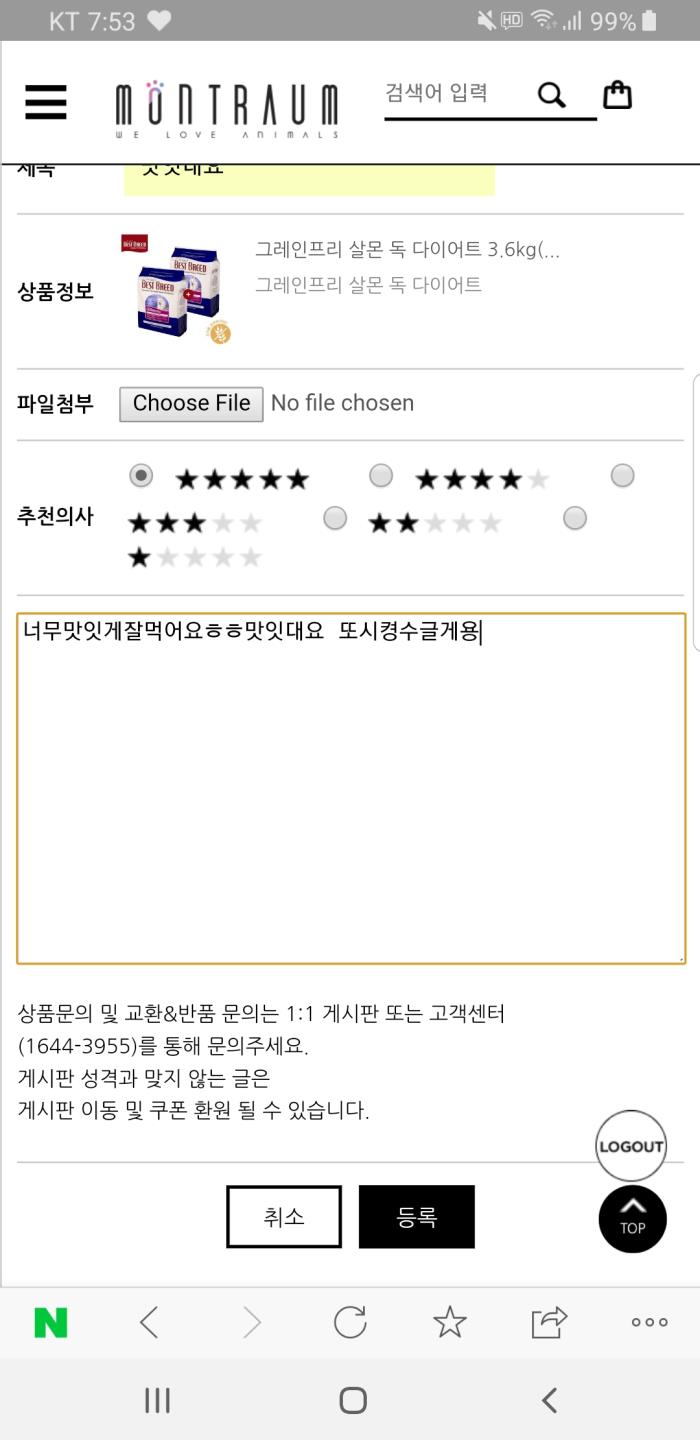 KT 7:53
HD
99%
MONTRAUM
WE LOVE ANIMALS
검색어 입력
제목
맛잇대요
상품정보
BEST BREED
BEST BREED
BEST BREED
그레인프리 살몬 독 다이어트 3.6kg(...
그레인프리 살몬 독 다이어트
파일첨부
Choose File No file chosen
추천의사
너무맛잇게잘먹어요ㅎㅎ맛잇대요  또시켱수글게용
상품문의 및 교환&반품 문의는 1:1 게시판 또는 고객센터
(1644-3955)를 통해 문의주세요.
게시판 성격과 맞지 않는 글은
게시판 이동 및 쿠폰 환원 될 수 있습니다.
LOGOUT
취소
등록
TOP
N